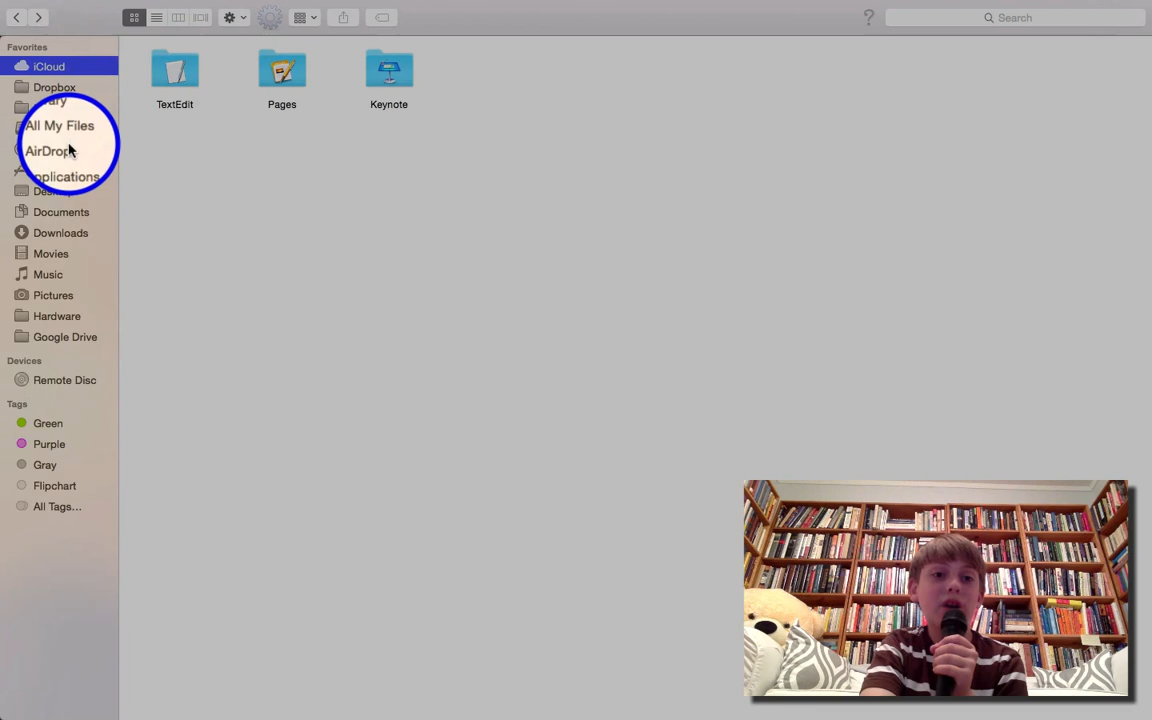 Search
Favorites
iCloud
Dropbox
All My Files
AirDrop
Documents
Downloads
Movies
Music
Pictures
Hardware
Google Drive
Devices
Remote Disc
Tags
Green
Purple
Gray
Flipchart
All Tags...
TextEdit
Pages
Keynote